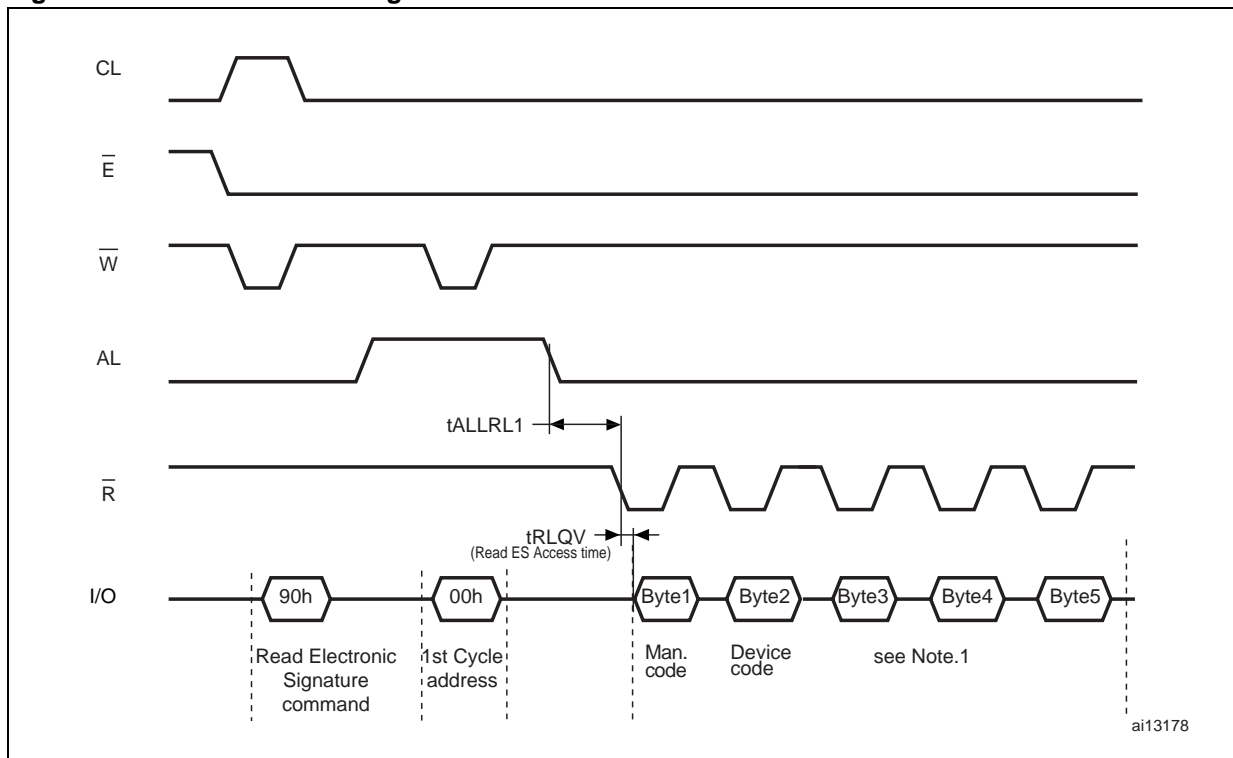 CL
E
W
AL
tALLRL1
R
tRLQV
(Read ES Access time)
I/O
90h
00h
Byte1
Byte2
Byte3
Byte4
Byte5
Read Electronic
Signature
command
1st Cycle
address
Man.
code
Device
code
see Note.1
ai13178